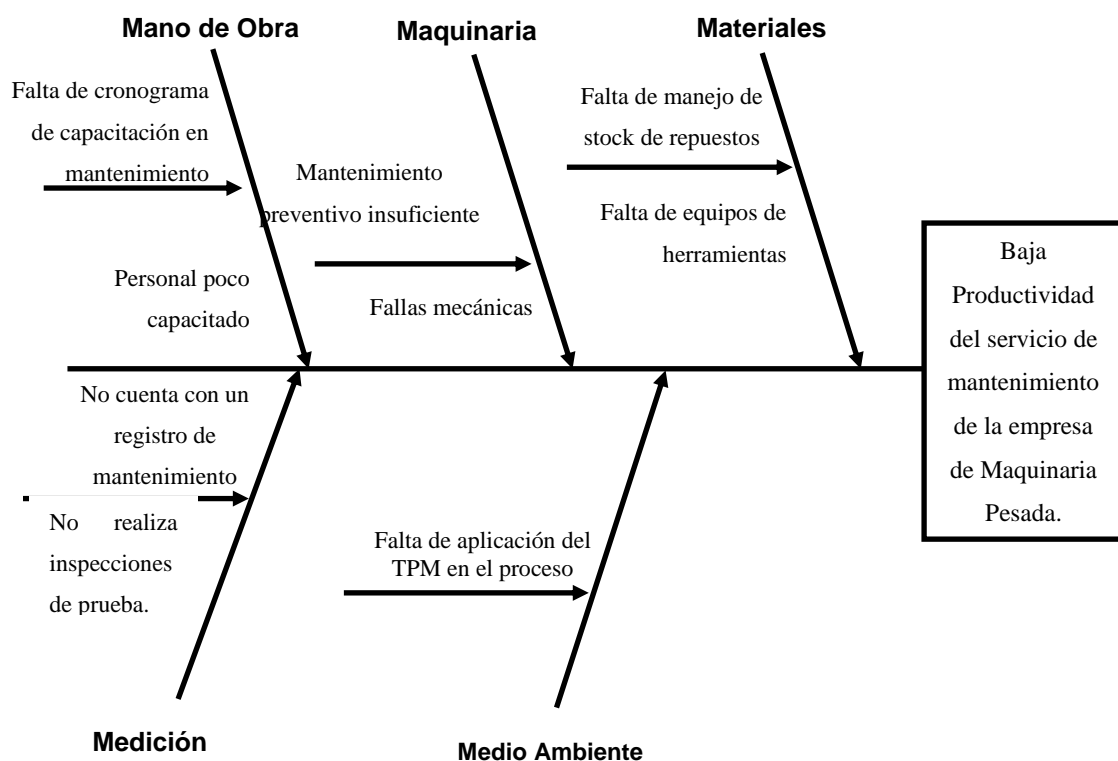 Mano de Obra
Maquinaria
Materiales
Falta de cronograma
de capacitación en
mantenimiento
Personal poco
capacitado
Mantenimiento
preventivo insuficiente
Fallas mecánicas
Falta de manejo de
stock de repuestos
Falta de equipos de
herramientas
Baja
Productividad
del servicio de
mantenimiento
de la empresa
de Maquinaria
Pesada.
No cuenta con un
registro de
mantenimiento
No realiza
inspecciones
de prueba.
Falta de aplicación del
TPM en el proceso
Medición
Medio Ambiente